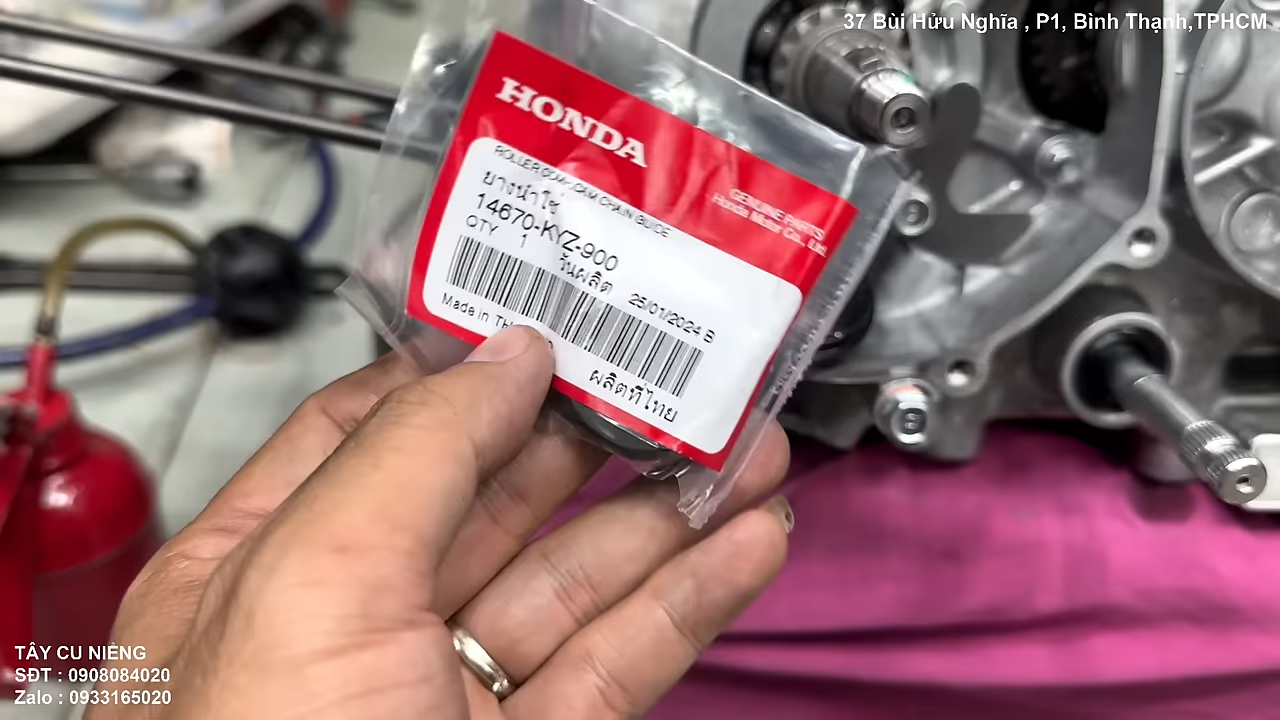 37 Bùi Hửu Nghĩa , P1, Bình Thạnh,TPHCM
HONDA
GENUINE PARTS
Honda Motor Co., Ltd.
ROLLER COMP, CAM CHAIN GUIDE
ยางนำโซ่
14670-KYZ-900
QTY 1
วันผลิต 25/01/2024 B
Made in
ผลิตที่ไทย
TÂY CU NIỀNG
SĐT : 0908084020
Zalo : 0933165020